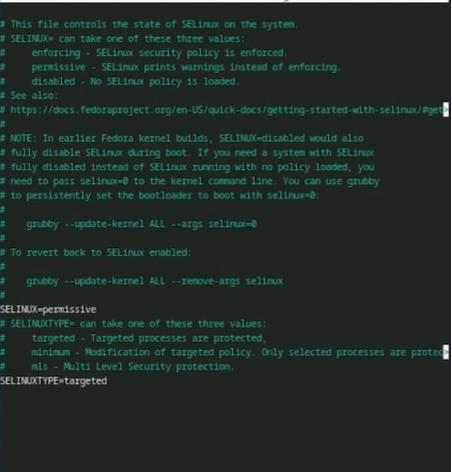 # This file controls the state of SELinux on the system.
# SELINUX= can take one of these three values:
#     enforcing - SELinux security policy is enforced.
#     permissive - SELinux prints warnings instead of enforcing.
#     disabled - No SELinux policy is loaded.
# See also:
# https://docs.fedoraproject.org/en-US/quick-docs/getting-started-with-selinux/#get>
#
# NOTE: In earlier Fedora kernel builds, SELINUX=disabled would also
# fully disable SELinux during boot. If you need a system with SELinux
# fully disabled instead of SELinux running with no policy loaded, you
# need to pass selinux=0 to the kernel command line. You can use grubby
# to persistently set the bootloader to boot with selinux=0:
#
#    grubby --update-kernel ALL --args selinux=0
#
# To revert back to SELinux enabled:
#
#    grubby --update-kernel ALL --remove-args selinux
#
SELINUX=permissive
# SELINUXTYPE= can take one of these three values:
#     targeted - Targeted processes are protected,
#     minimum - Modification of targeted policy. Only selected processes are protec>
#     mls - Multi Level Security protection.
SELINUXTYPE=targeted